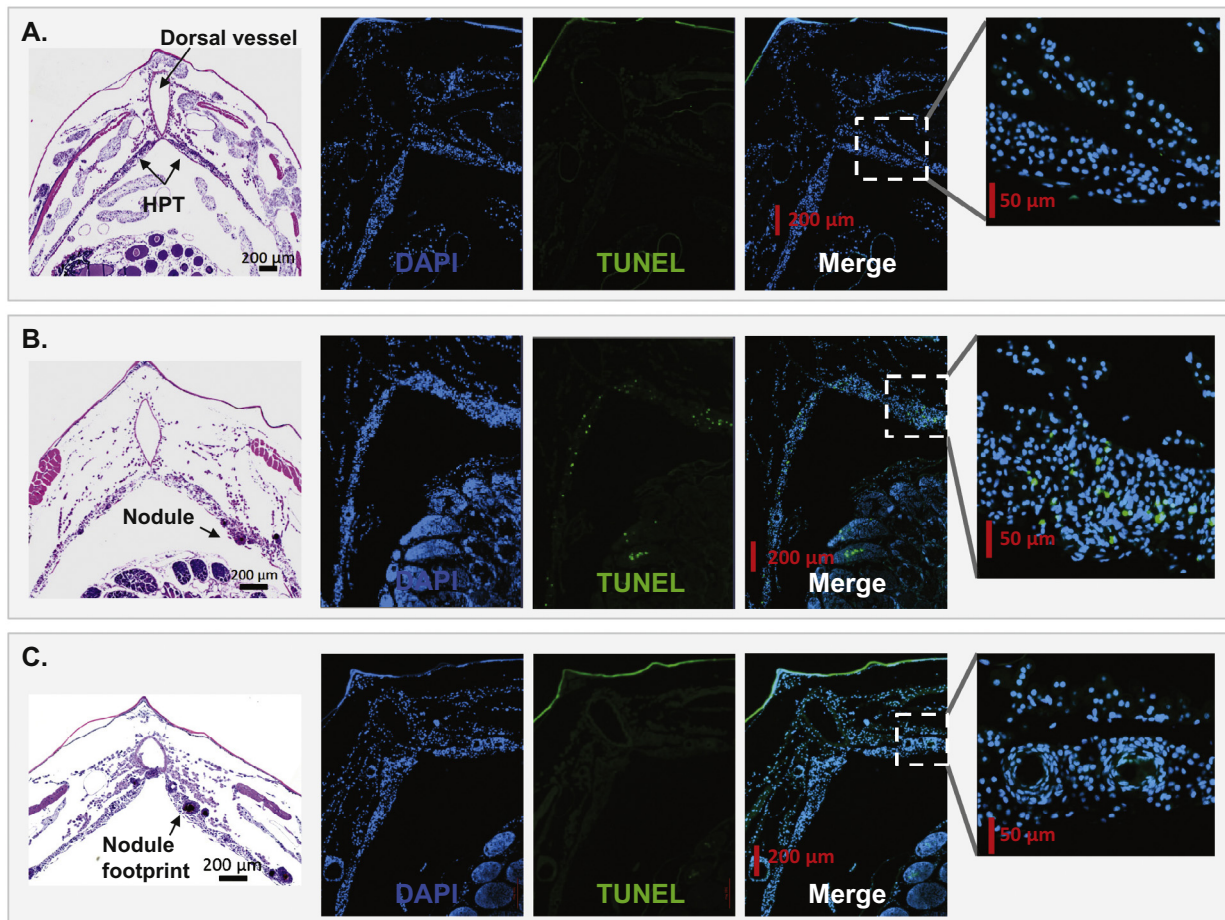 A.
Dorsal vessel
HPT
200 µm
DAPI
TUNEL
200 µm
Merge
50 µm
B.
Nodule
200 µm
DAPI
TUNEL
200 µm
Merge
50 µm
C.
Nodule
footprint
200 µm
DAPI
TUNEL
200 µm
Merge
50 µm